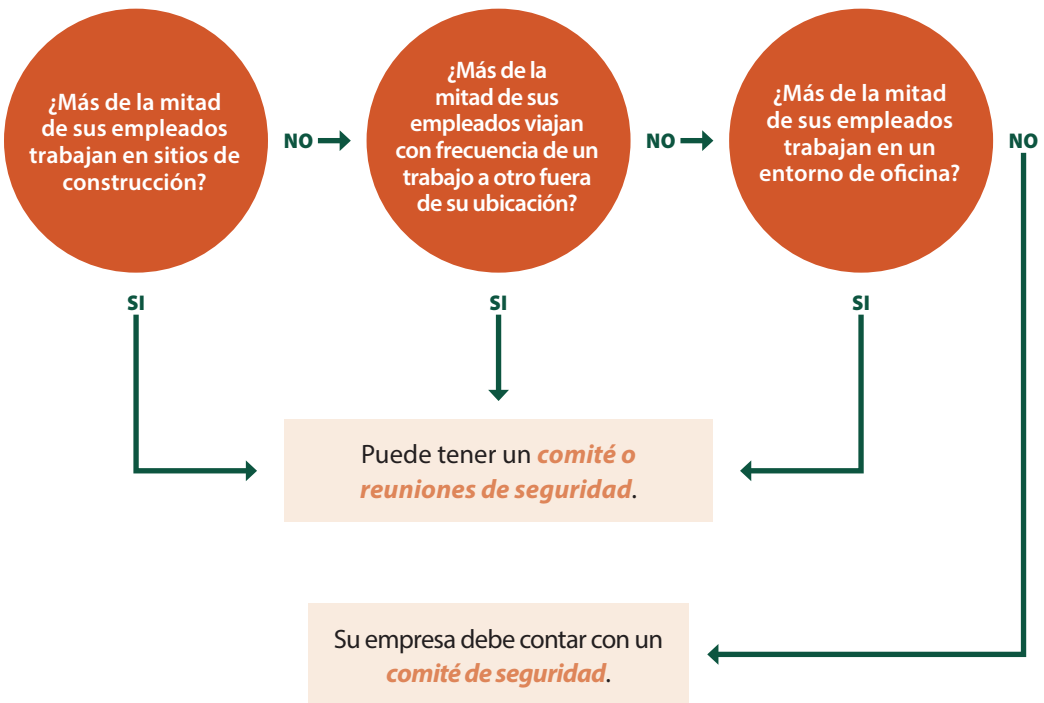 ¿Más de la mitad
de sus empleados
trabajan en sitios de
construcción?
NO
¿Más de la
mitad de sus
empleados viajan
con frecuencia de un
trabajo a otro fuera
de su ubicación?
NO
¿Más de la mitad
de sus empleados
trabajan en un
entorno de oficina?
NO
SI
SI
SI
Puede tener un comité o
reuniones de seguridad.
Su empresa debe contar con un
comité de seguridad.